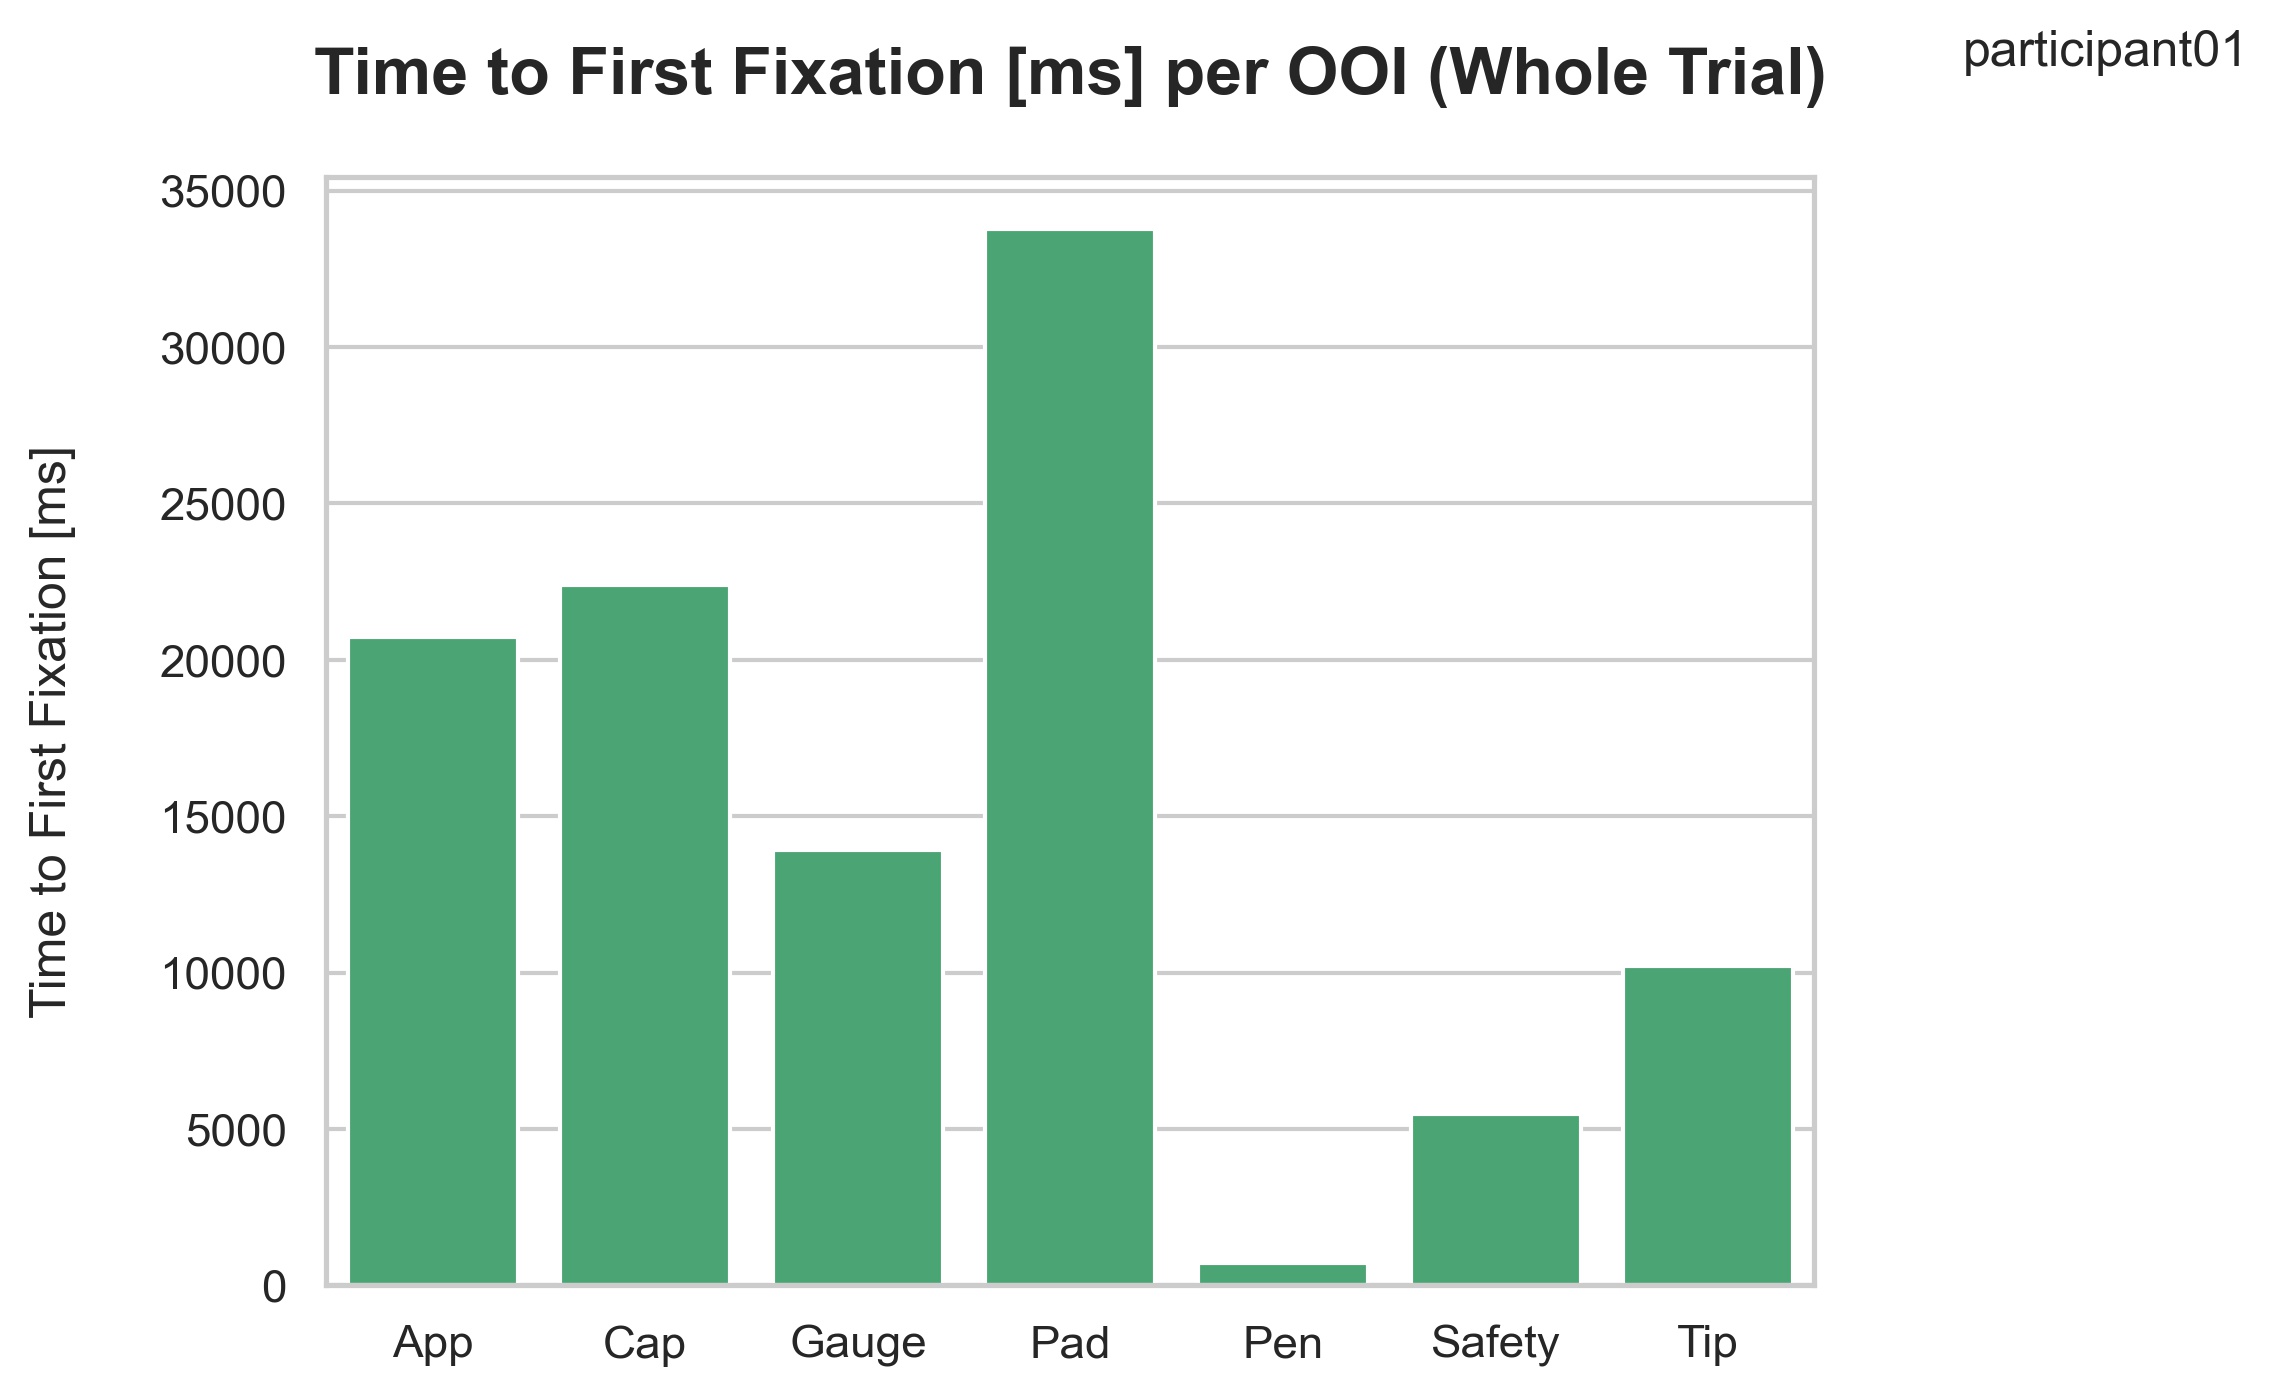 Time to First Fixation [ms] per OOI (Whole Trial)
participant01
Time to First Fixation [ms]
35000
30000
25000
20000
15000
10000
5000
0
App
Cap
Gauge
Pad
Pen
Safety
Tip